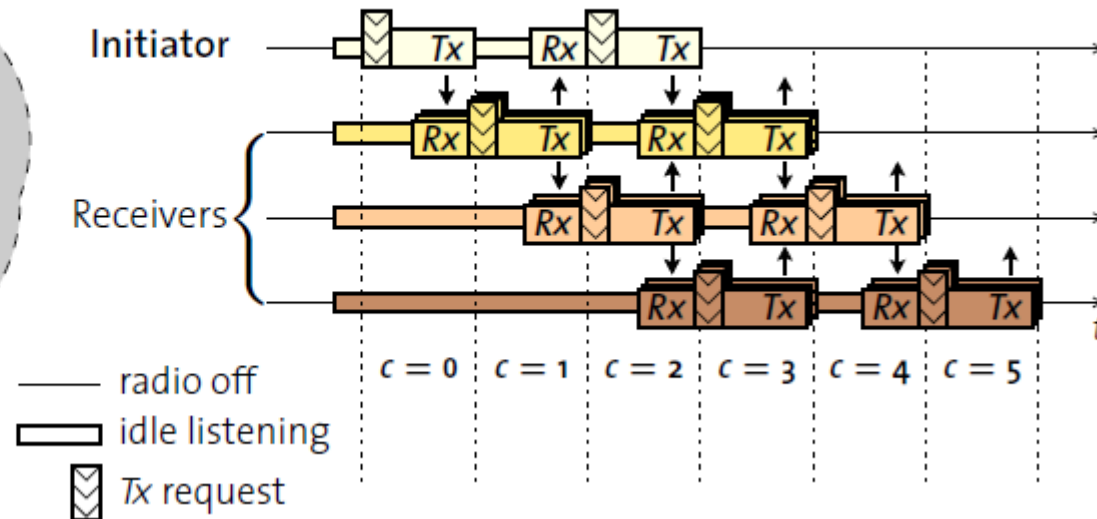 Initiator
Tx Rx Tx
Rx Tx Rx Tx
Receivers
Rx Tx Rx Tx
Rx Tx Rx Tx
c = 0 c = 1 c = 2 c = 3 c = 4 c = 5
radio off
idle listening
Tx request